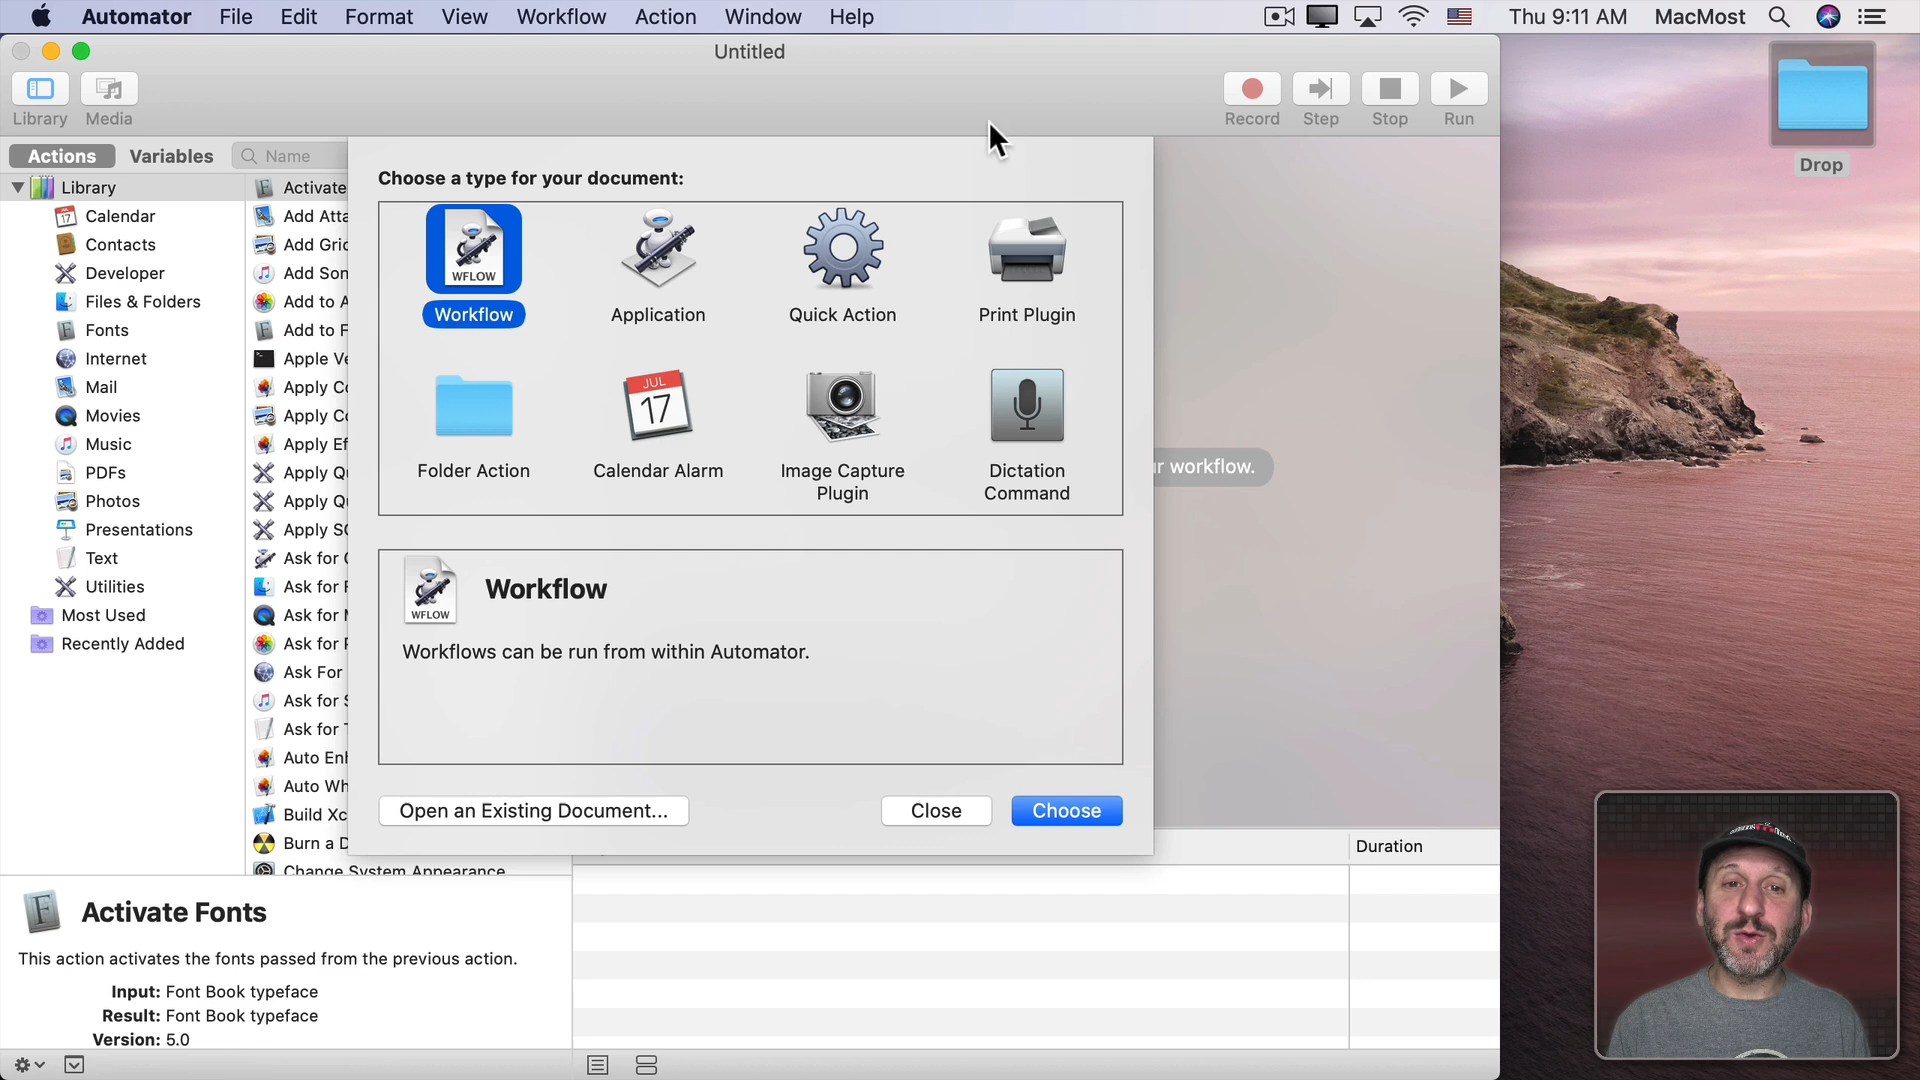 Automator File Edit Format View Workflow Action Window Help Thu 9:11 AM MacMost
Untitled
Library Media Record Step Stop Run
Actions Variables Name
Drop
Library
Calendar
Contacts
Developer
Files & Folders
Fonts
Internet
Mail
Movies
Music
PDFs
Photos
Presentations
Text
Utilities
Most Used
Recently Added
Activate
Add Atta
Add Grid
Add Son
Add to A
Add to F
Apple Ve
Apply Co
Apply Co
Apply Ef
Apply Qu
Apply Qu
Apply SQ
Ask for
Ask for F
Ask for M
Ask for P
Ask For
Ask for S
Ask for T
Auto Enh
Auto Wh
Build Xc
Burn a D
Change System Appearance
Choose a type for your document:
WFLOW
Workflow Application Quick Action Print Plugin
JUL
17
Folder Action Calendar Alarm Image Capture Plugin Dictation Command
r workflow.
WFLOW
Workflow
Workflows can be run from within Automator.
Open an Existing Document... Close Choose
Duration
Activate Fonts
This action activates the fonts passed from the previous action.
Input: Font Book typeface
Result: Font Book typeface
Version: 5.0